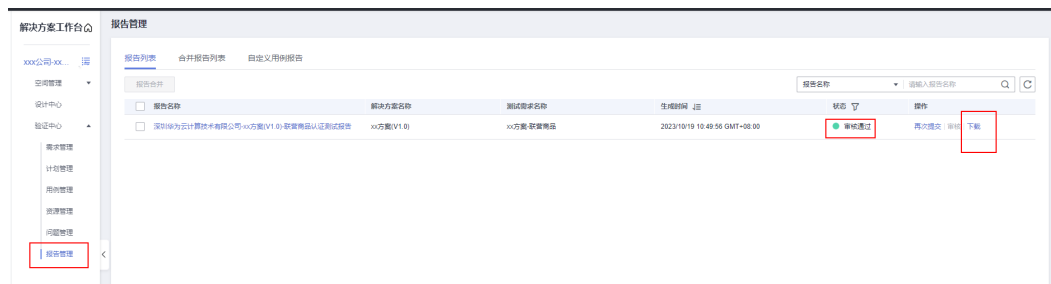 解决方案工作台
报告管理
xxx公司-xx...
空间管理
设计中心
验证中心
需求管理
计划管理
用例管理
资源管理
问题管理
报告管理
报告列表 合并报告列表 自定义用例报告
报告合并
报告名称 请输入报告名称
报告名称 解决方案名称 测试需求名称 生成时间 状态 操作
深圳华为云计算技术有限公司-xx方案(V1.0)-联营商品认证测试报告 xx方案(V1.0) xx方案-联营商品 2023/10/19 10:49:56 GMT+08:00 审核通过 再次提交 审核 下载